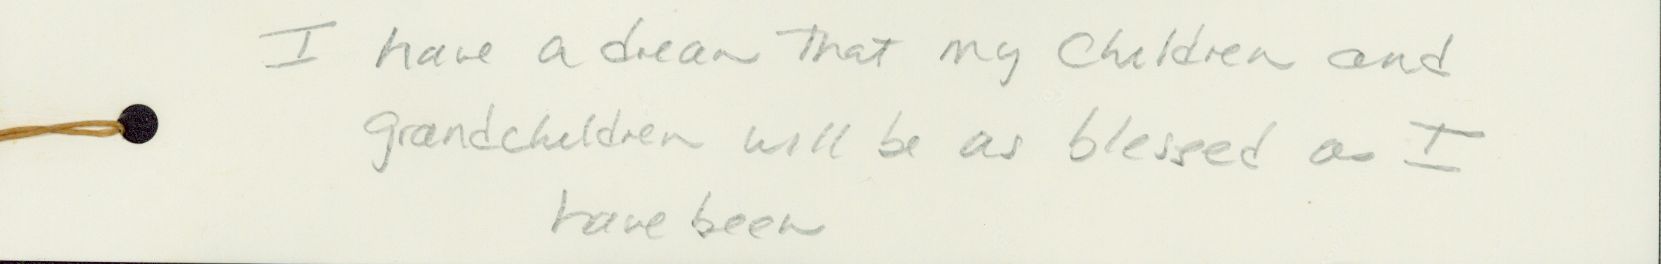 I have a dream that my children and
grandchildren will be as blessed as I
have been